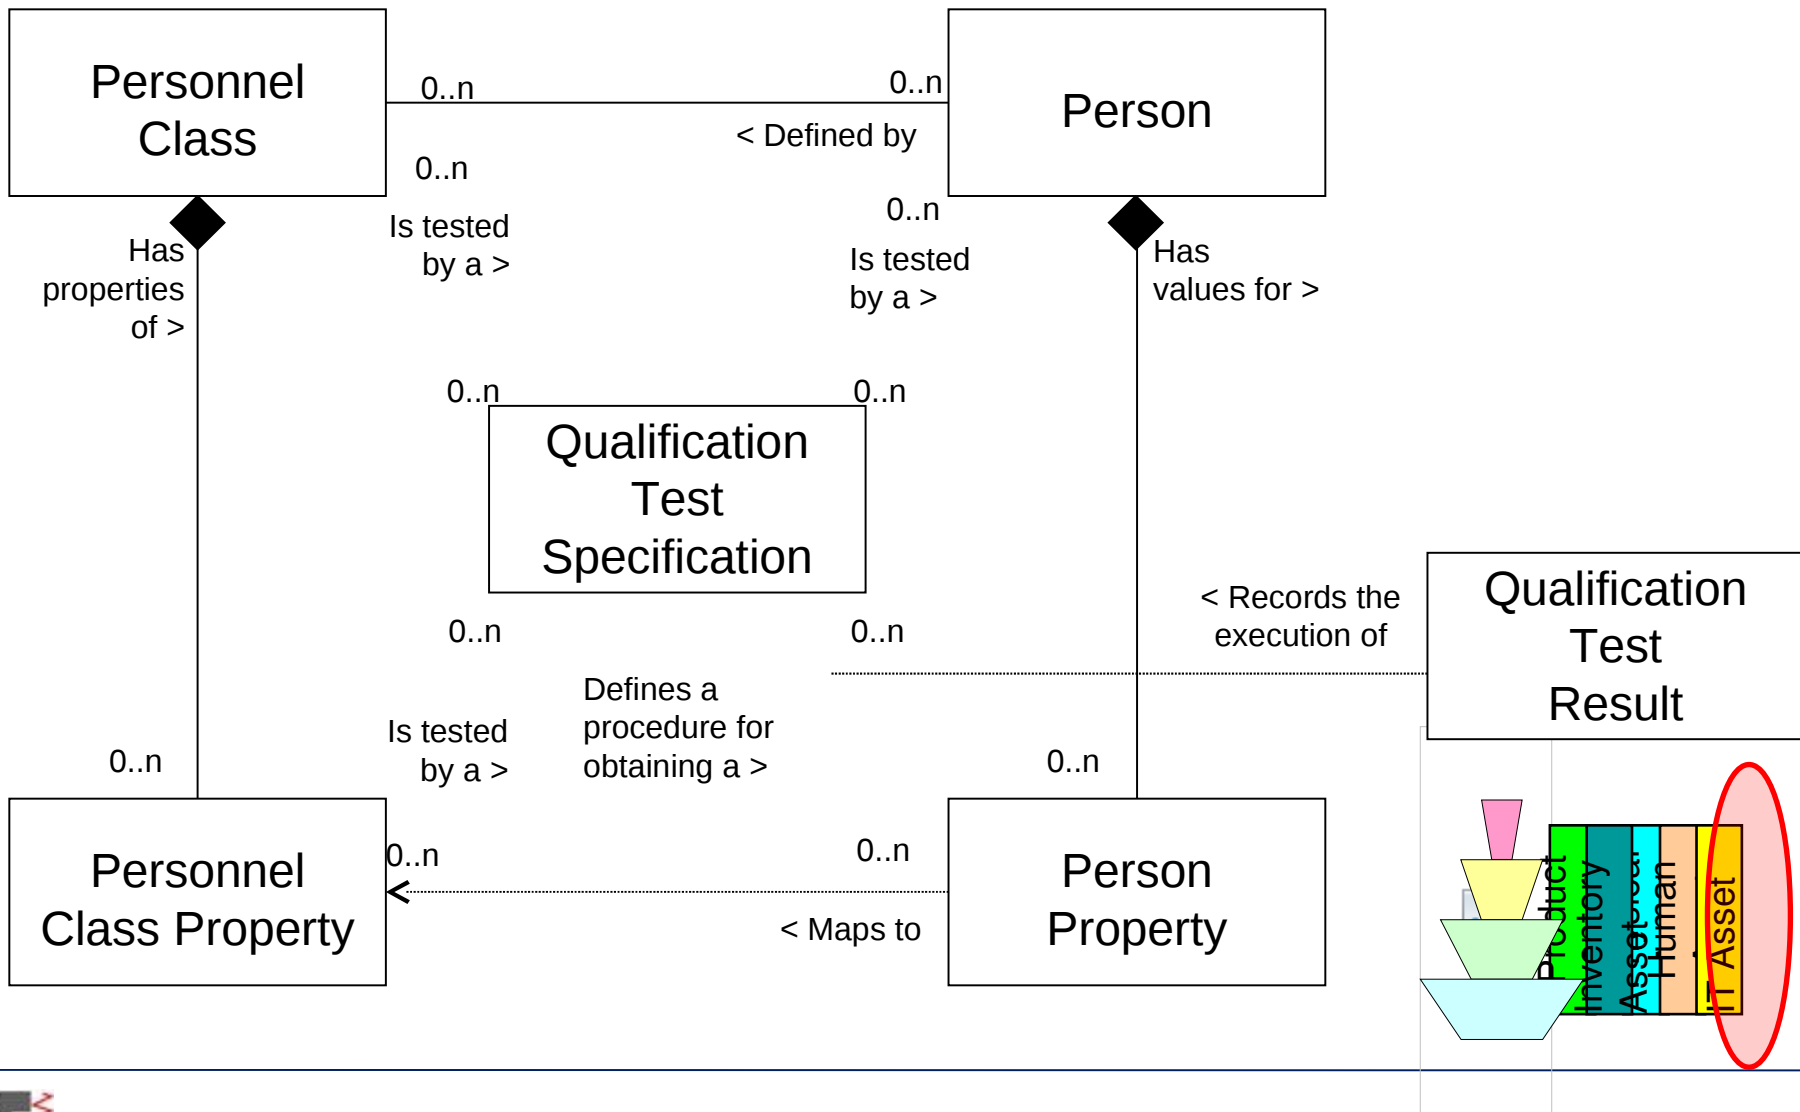 Personnel
Class
0..n
0..n
< Defined by
Person
0..n
Is tested
by a >
0..n
Is tested
by a >
Has
properties
of >
Has
values for >
0..n
0..n
Qualification
Test
Specification
0..n
0..n
< Records the
execution of
Qualification
Test
Result
Is tested
by a >
Defines a
procedure for
obtaining a >
0..n
0..n
Personnel
Class Property
0..n
0..n
< Maps to
Person
Property
Product
Inventory
Asset
Human
IT Asset